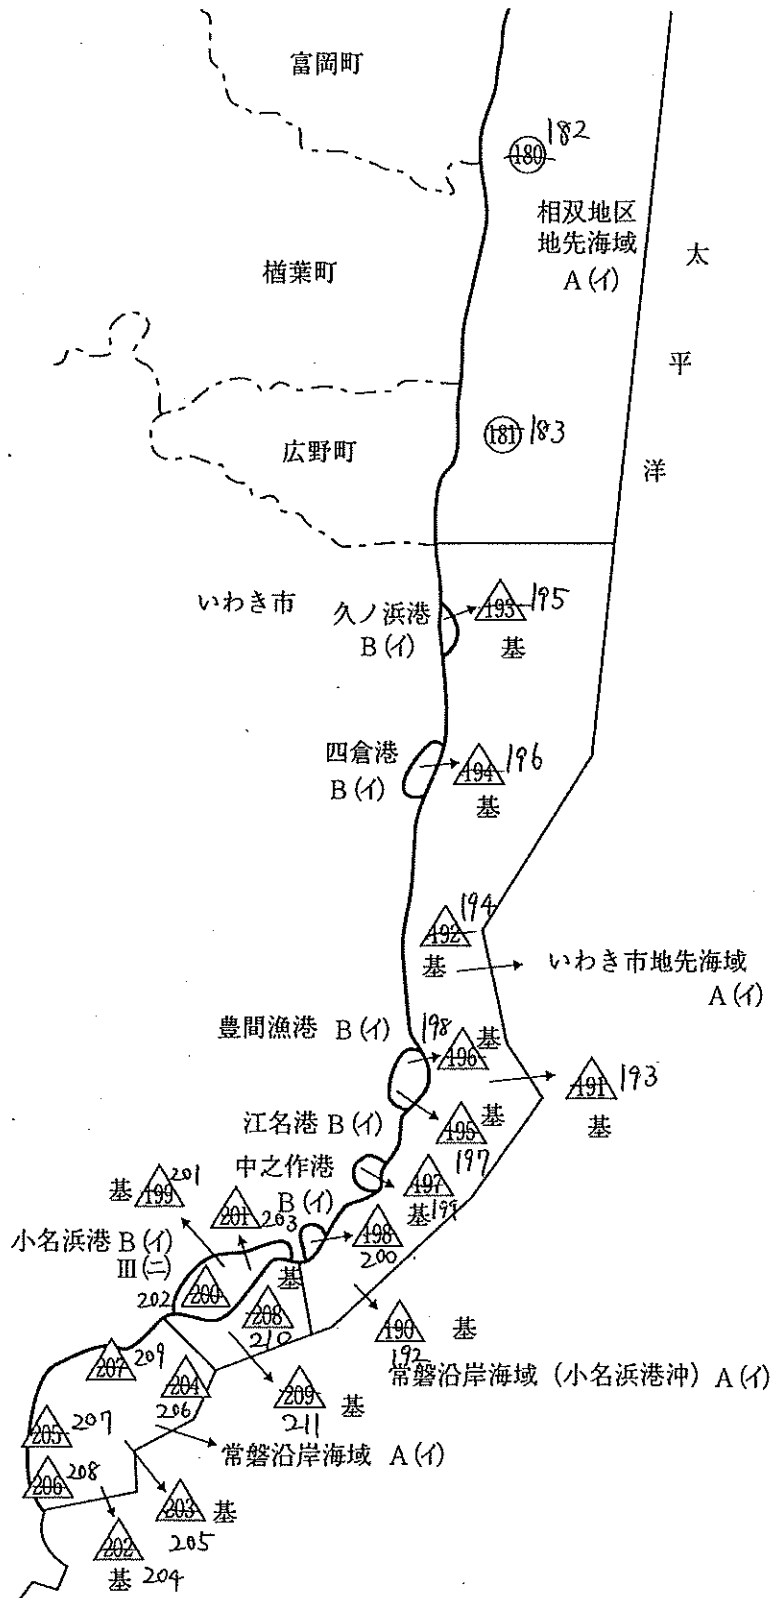 富岡町
180 182
相双地区
地先海域
A(イ)
太
平
洋
楢葉町
広野町
181 183
いわき市
久ノ浜港
B(イ)
193 195
基
四倉港
B(イ)
194 196
基
192 194
基
いわき市地先海域
A(イ)
豊間漁港 B(イ)
198
196 基
191 193
基
江名港 B(イ)
195 基
197
中之作港
B(イ)
197
基 199
基 199 201
201 203
198
200
小名浜港 B(イ)
III(ニ)
202 200
基
208
210
190 基
192
常磐沿岸海域(小名浜港沖) A(イ)
207 209
204
206
209 基
211
205 207
常磐沿岸海域 A(イ)
206 208
203 基
205
202
基 204